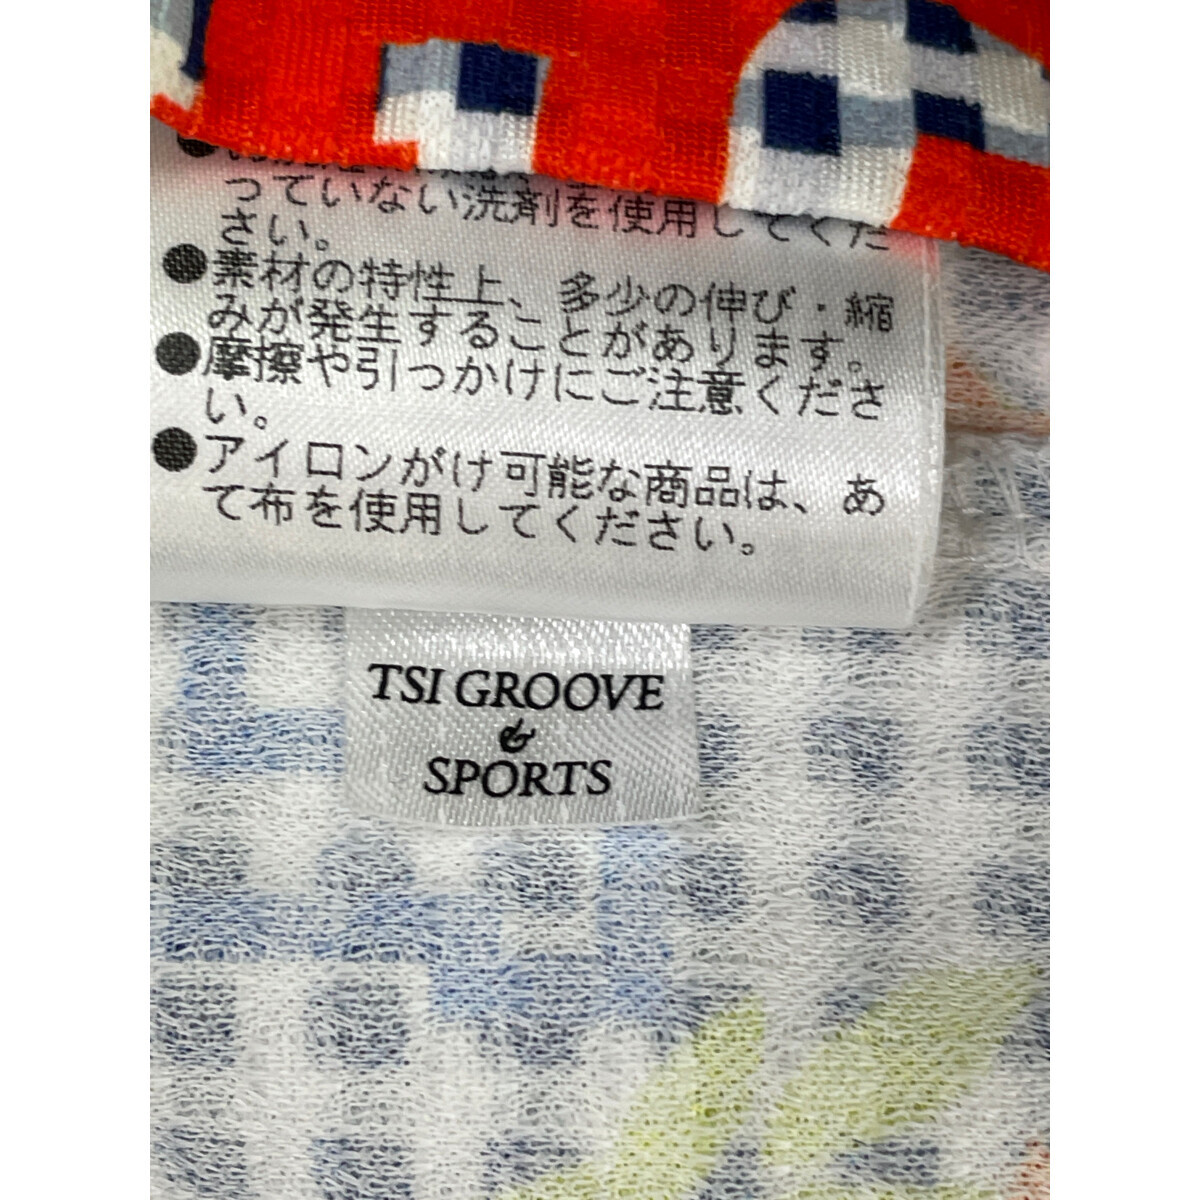 っていない洗剤を使用してくだ
さい。
●素材の特性上、多少の伸び・縮
みが発生することがあります。
●摩擦や引っかけにご注意くださ
い。
●アイロンがけ可能な商品は、あ
て布を使用してください。
TSI GROOVE
&
SPORTS